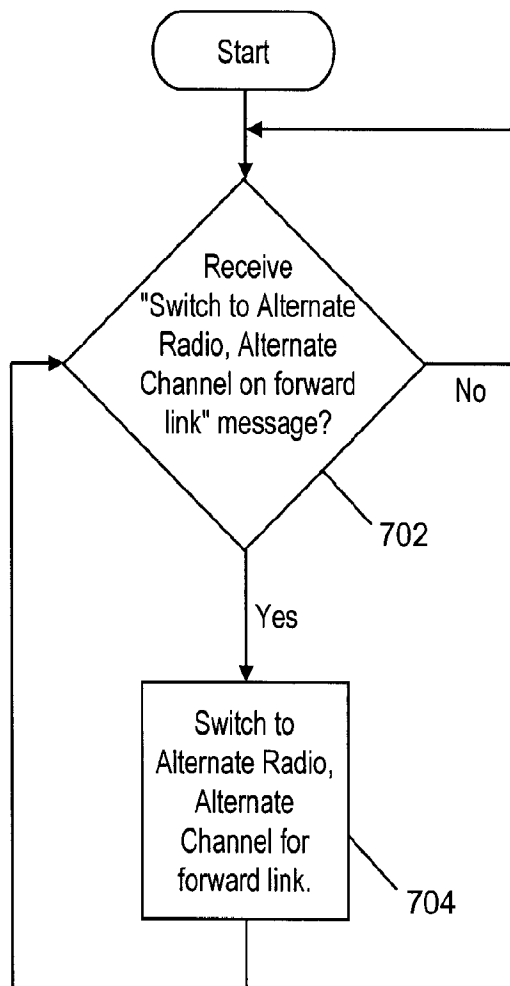 Start
Receive
"Switch to Alternate
Radio, Alternate
Channel on forward
link" message?
No
702
Yes
Switch to
Alternate Radio,
Alternate
Channel for
forward link.
704